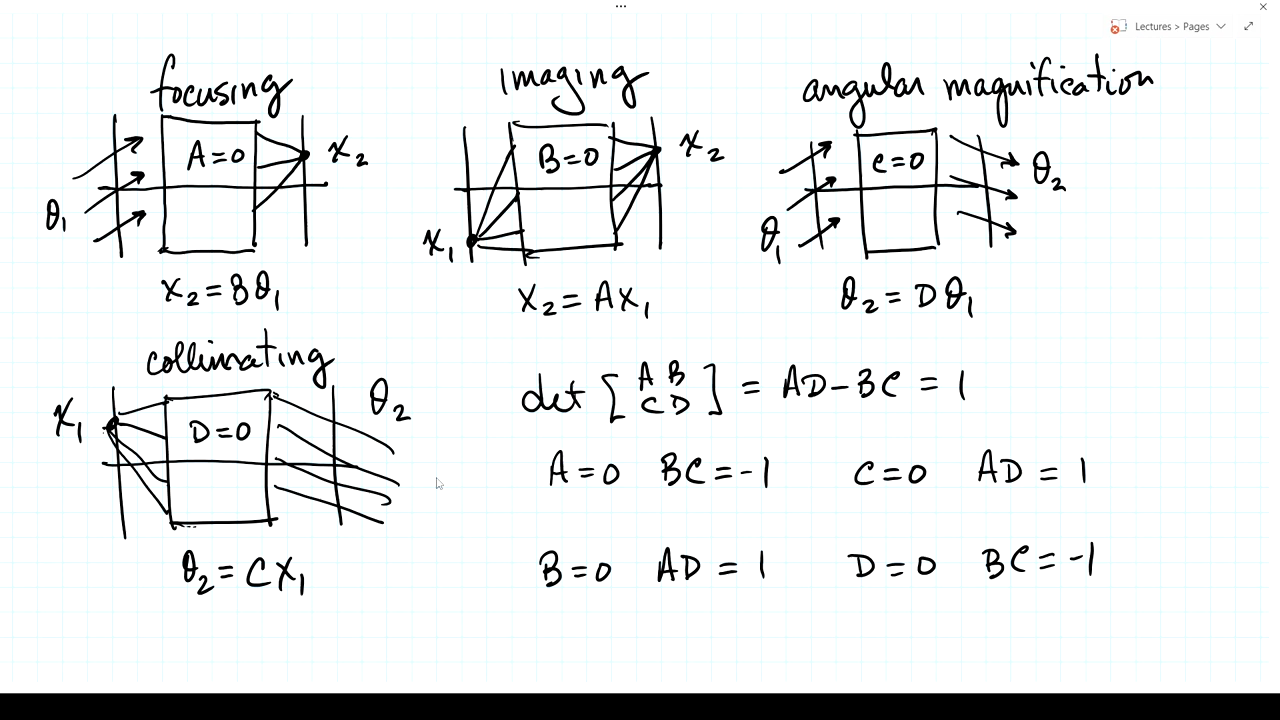 ...
Lectures > Pages
focusing
A=0
x₂
θ₁
x₂ = Bθ₁
imaging
B=0
x₂
x₁
x₂ = Ax₁
angular magnification
C=0
θ₂
θ₁
θ₂ = Dθ₁
collimating
x₁
D=0
θ₂
θ₂ = Cx₁
det [ A B
C D ] = AD-BC = 1
A=0 BC=-1 C=0 AD=1
B=0 AD=1 D=0 BC=-1